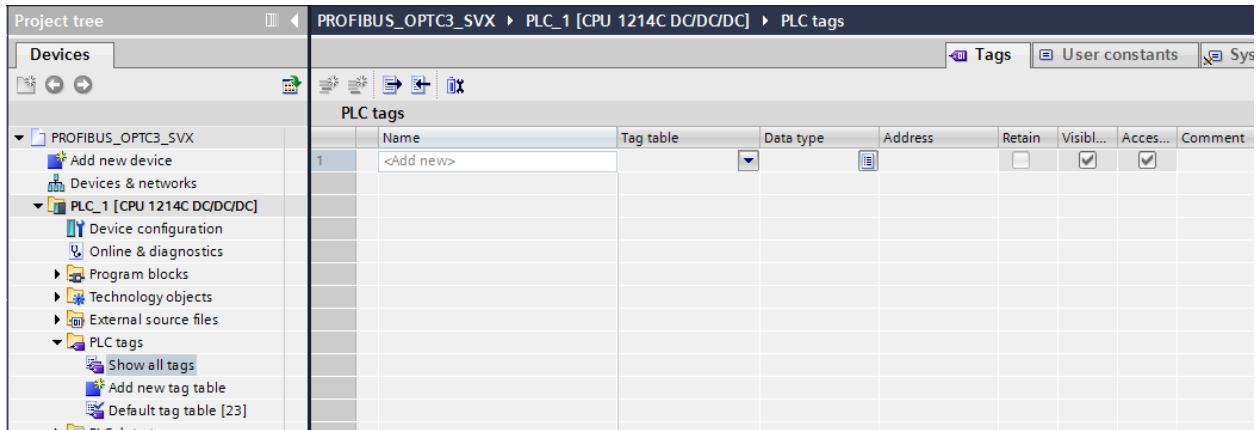 Project tree
PROFIBUS_OPTC3_SVX ▸ PLC_1 [CPU 1214C DC/DC/DC] ▸ PLC tags
Devices
Tags
User constants
PLC tags
Name Tag table Data type Address Retain Visibl... Acces... Comment
1 <Add new>
PROFIBUS_OPTC3_SVX
Add new device
Devices & networks
PLC_1 [CPU 1214C DC/DC/DC]
Device configuration
Online & diagnostics
Program blocks
Technology objects
External source files
PLC tags
Show all tags
Add new tag table
Default tag table [23]